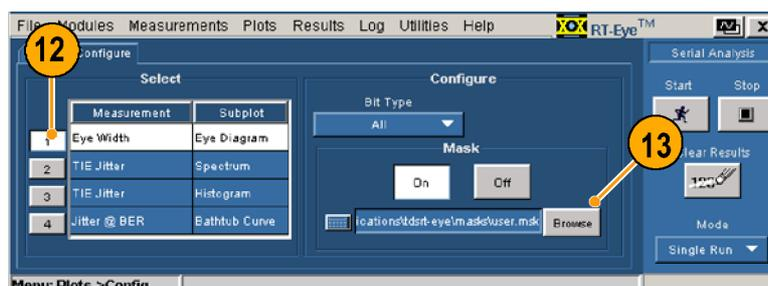 File Modules Measurements Plots Results Log Utilities Help RT-Eye™ X
12
Configure
Serial Analysis
Select
Configure
Start Stop
Bit Type
Measurement Subplot
All
1 Eye Width Eye Diagram
Mask
13
Clear Results
2 TIE Jitter Spectrum
On Off
3 TIE Jitter Histogram
4 Jitter @ BER Bathtub Curve
ications\tdsrt-eye\masks\user.msk Browse
Mode
Single Run
Menu: Plots >Config